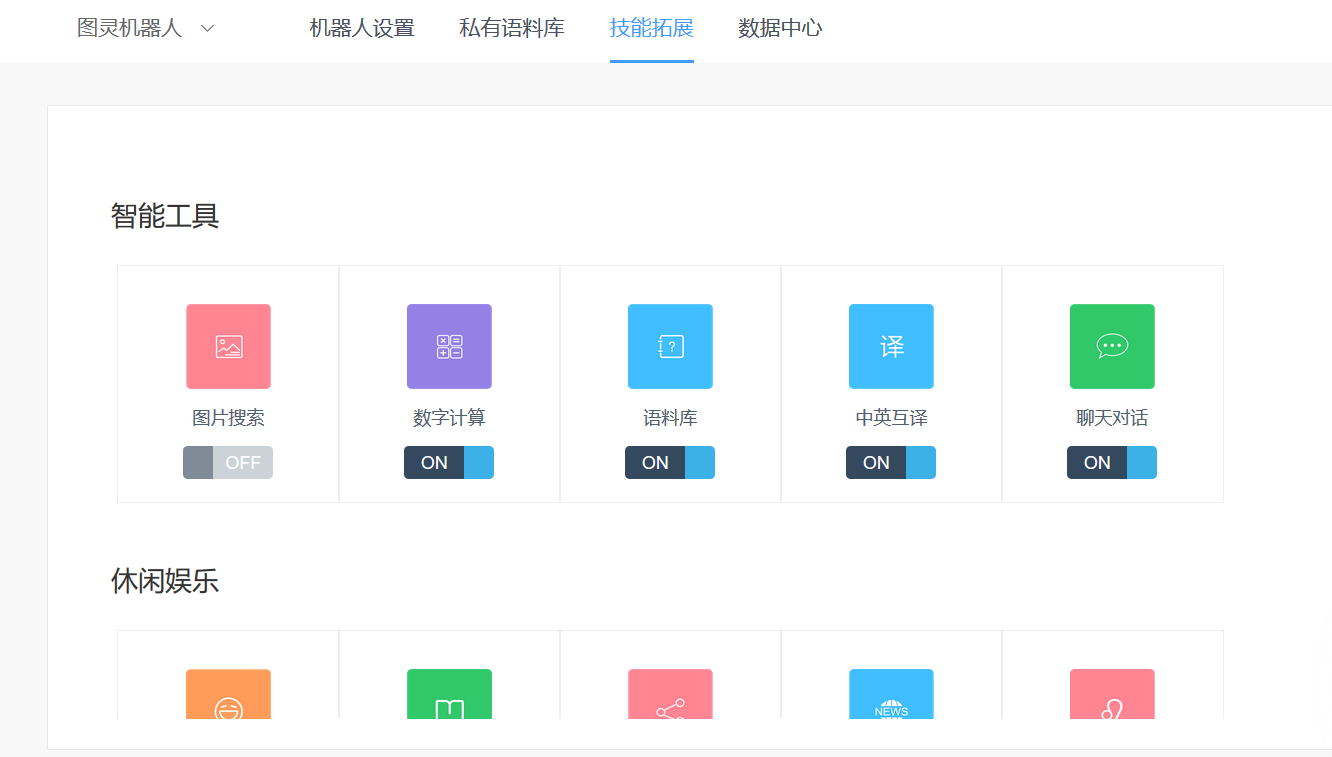 图灵机器人 机器人设置 私有语料库 技能拓展 数据中心
智能工具
译
图片搜索 数字计算 语料库 中英互译 聊天对话
OFF ON ON ON ON
休闲娱乐
NEWS